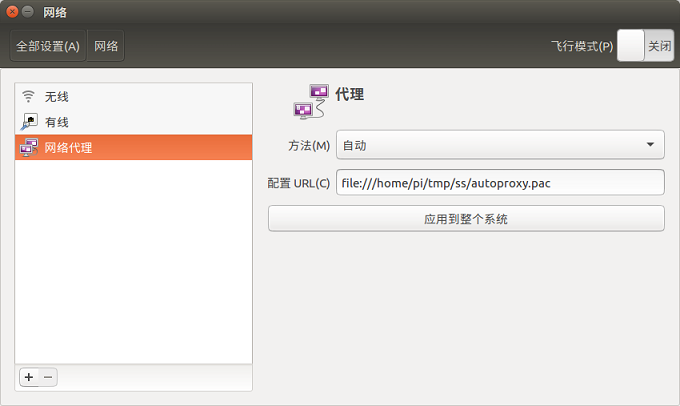 网络
全部设置(A) 网络 飞行模式(P) 关闭
无线
有线
网络代理
代理
方法(M) 自动
配置 URL(C) file:///home/pi/tmp/ss/autoproxy.pac
应用到整个系统